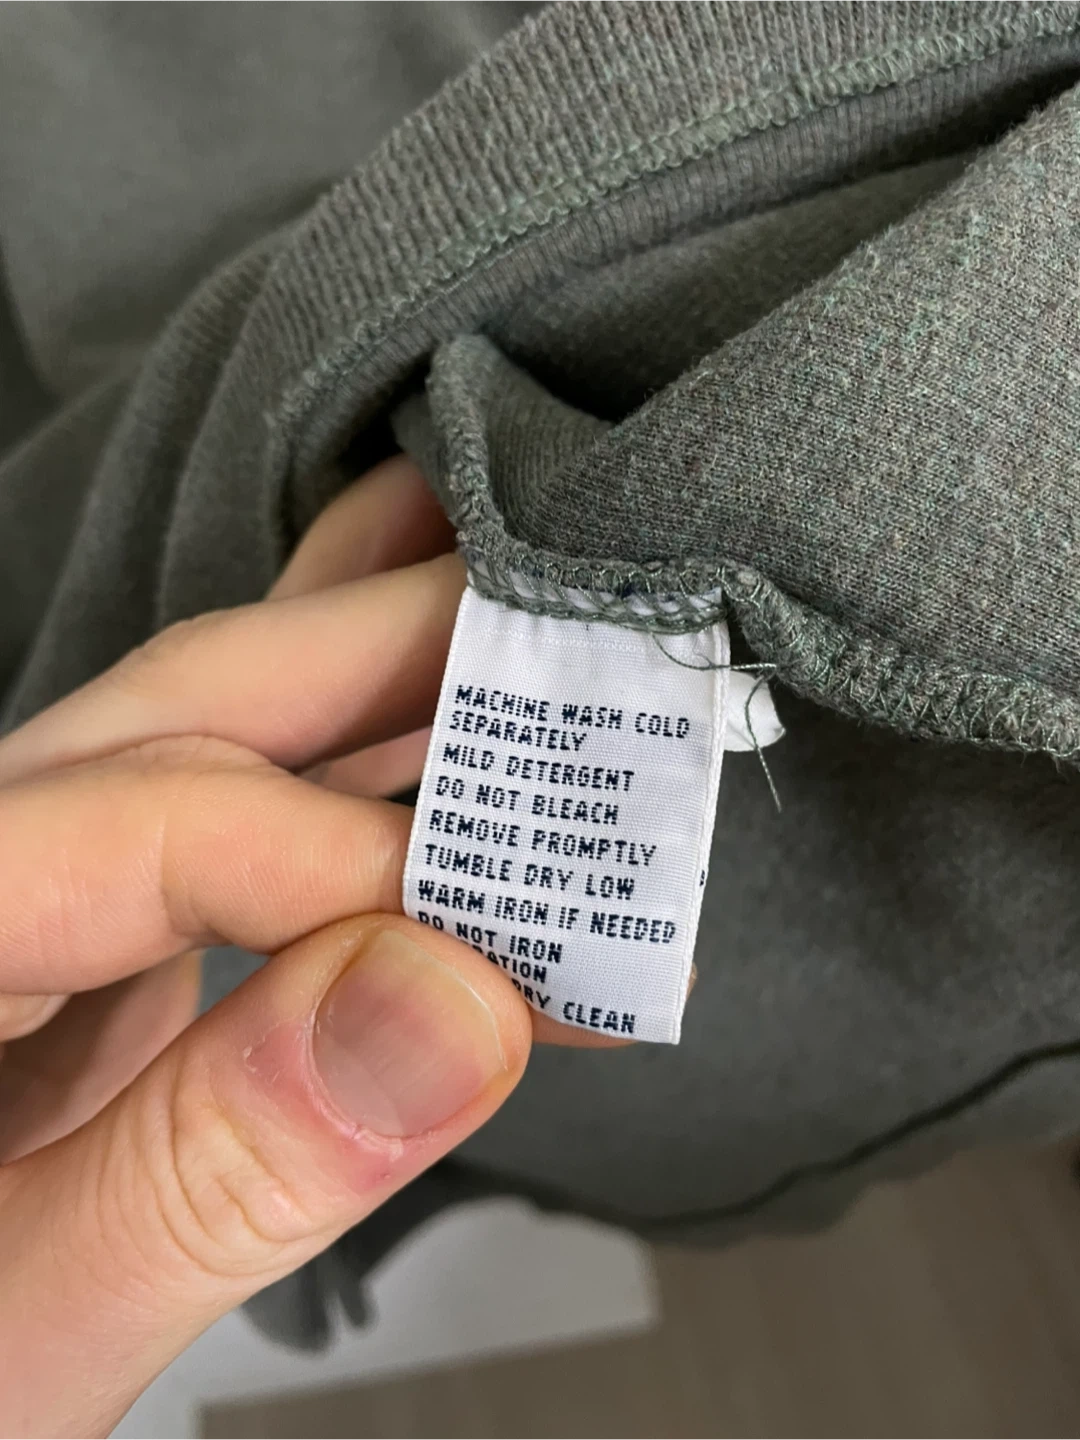 MACHINE WASH COLD
SEPARATELY
MILD DETERGENT
DO NOT BLEACH
REMOVE PROMPTLY
TUMBLE DRY LOW
WARM IRON IF NEEDED
DO NOT IRON
DRY CLEAN